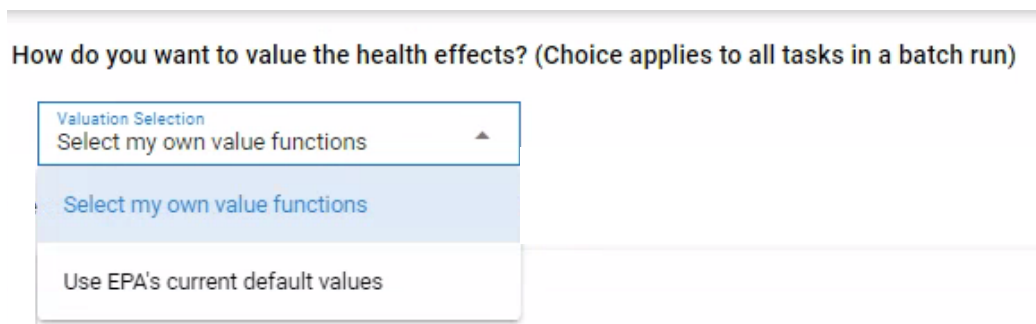 How do you want to value the health effects? (Choice applies to all tasks in a batch run)
Valuation Selection
Select my own value functions
Select my own value functions
Use EPA's current default values